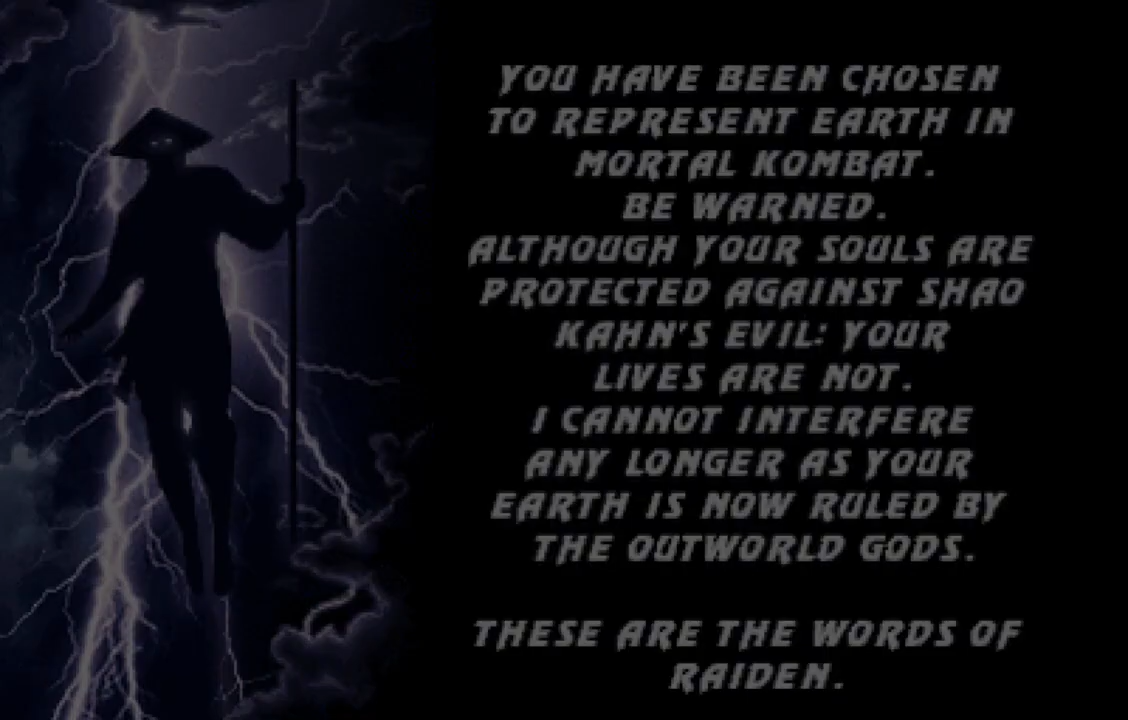 YOU HAVE BEEN CHOSEN
TO REPRESENT EARTH IN
MORTAL KOMBAT.
BE WARNED.
ALTHOUGH YOUR SOULS ARE
PROTECTED AGAINST SHAO
KAHN'S EVIL: YOUR
LIVES ARE NOT.
I CANNOT INTERFERE
ANY LONGER AS YOUR
EARTH IS NOW RULED BY
THE OUTWORLD GODS.
THESE ARE THE WORDS OF
RAIDEN.